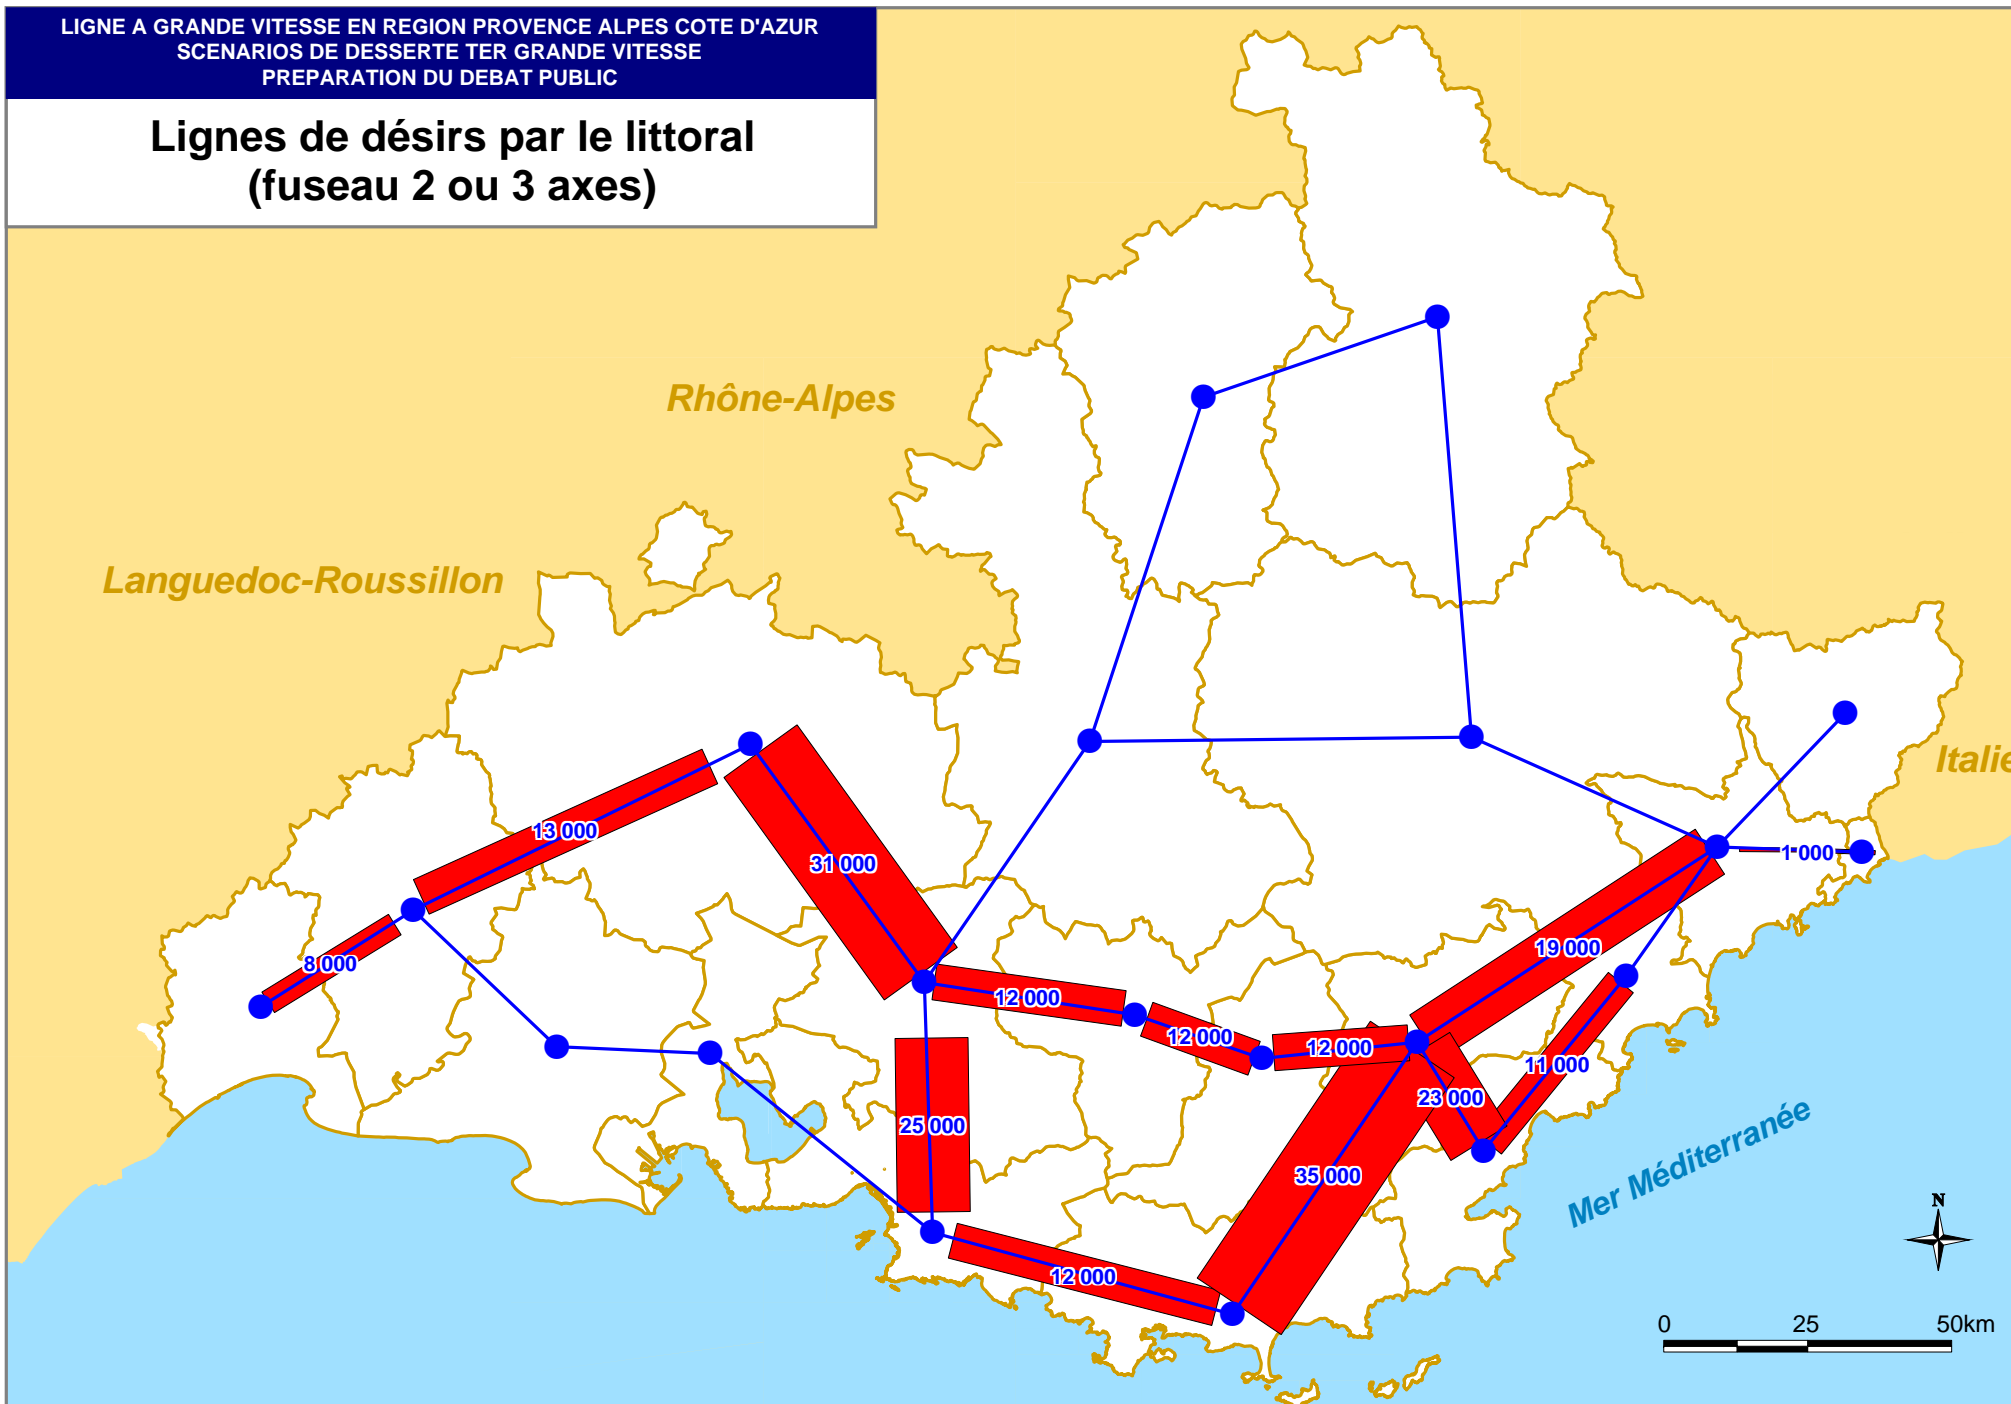 LIGNE A GRANDE VITESSE EN REGION PROVENCE ALPES COTE D'AZUR
SCENARIOS DE DESSERTE TER GRANDE VITESSE
PREPARATION DU DEBAT PUBLIC
Lignes de désirs par le littoral
(fuseau 2 ou 3 axes)
Rhône-Alpes
Languedoc-Roussillon
Italie
13 000
31 000
1 000
8 000
19 000
12 000
12 000
12 000
11 000
23 000
25 000
35 000
12 000
Mer Méditerranée
N
0 25 50km